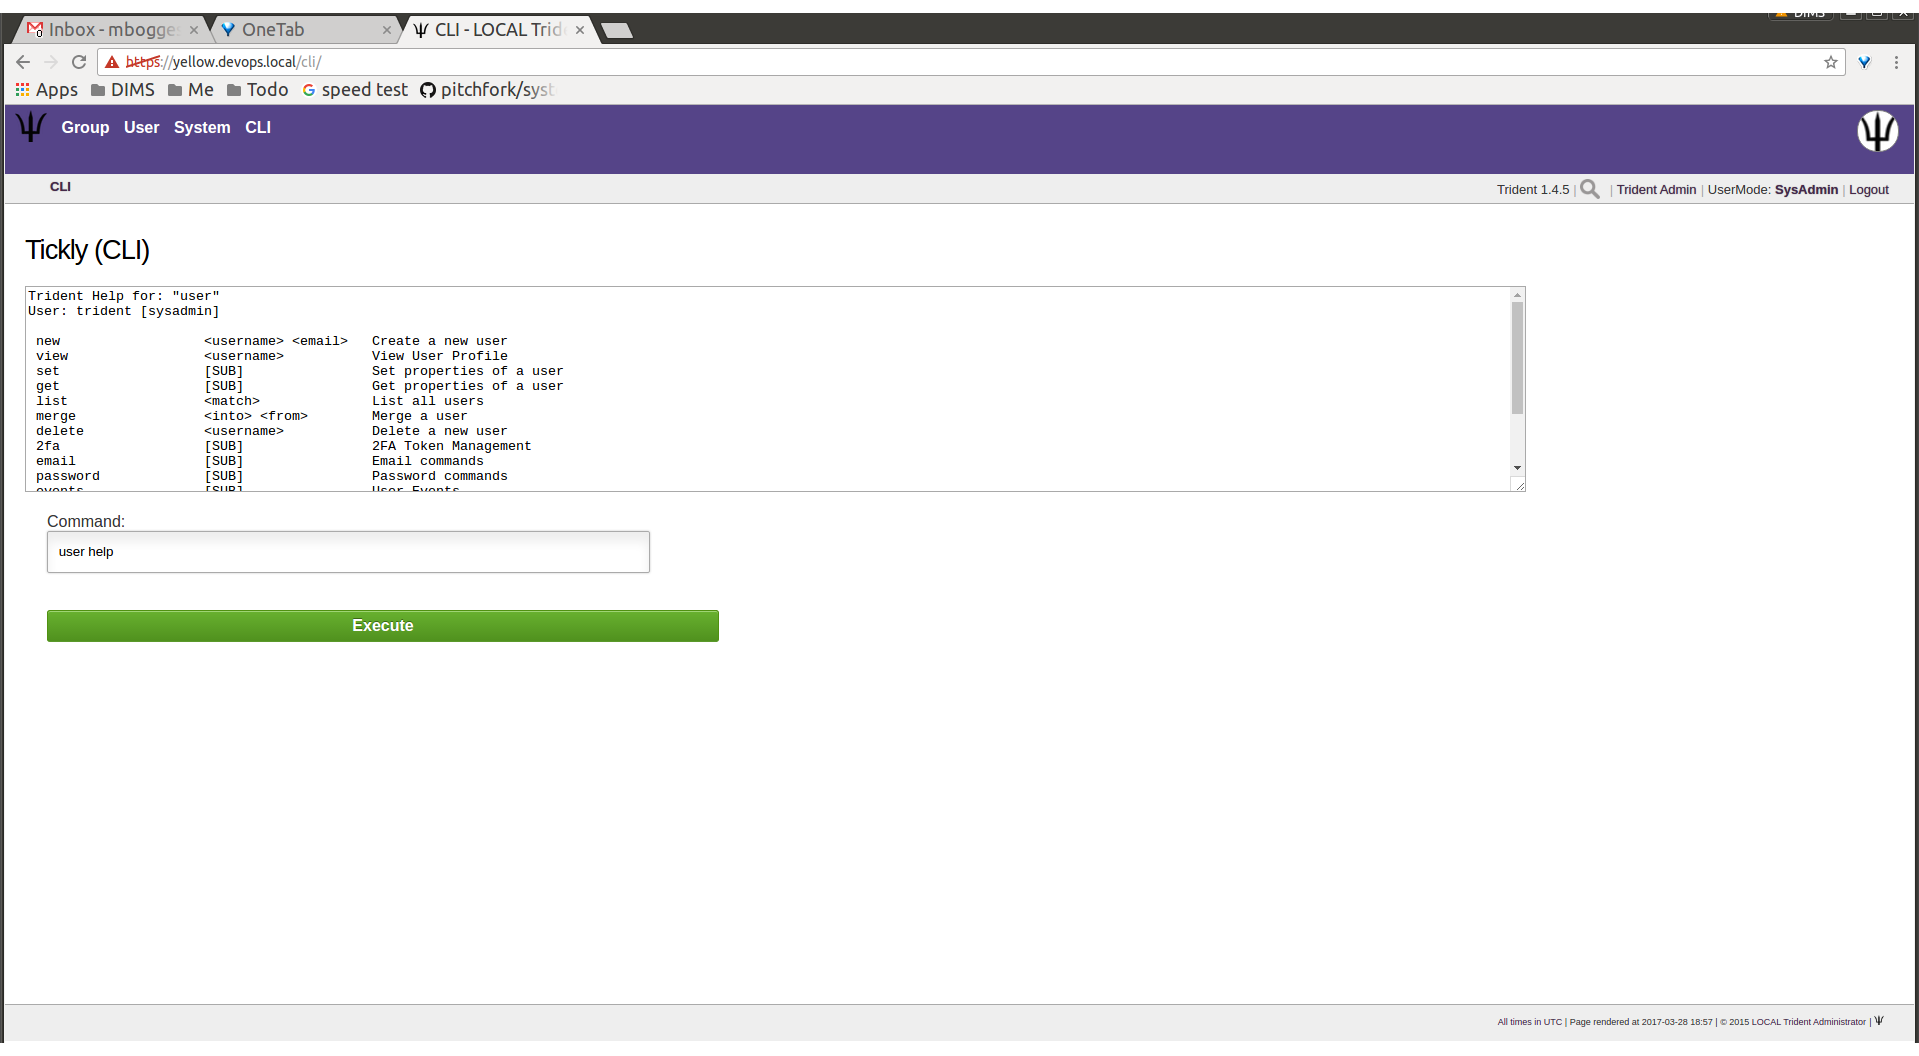 DIMS
Inbox - mbogge
OneTab
CLI - LOCAL Trid
https://yellow.devops.local/cli/
Apps DIMS Me Todo speed test pitchfork/syst
Group User System CLI
CLI
Trident 1.4.5 | | Trident Admin | UserMode: SysAdmin | Logout
Tickly (CLI)
Trident Help for: "user"
User: trident [sysadmin]
new <username> <email> Create a new user
view <username> View User Profile
set [SUB] Set properties of a user
get [SUB] Get properties of a user
list <match> List all users
merge <into> <from> Merge a user
delete <username> Delete a new user
2fa [SUB] 2FA Token Management
email [SUB] Email commands
password [SUB] Password commands
events [SUB] User Events
Command:
user help
Execute
All times in UTC | Page rendered at 2017-03-28 18:57 | © 2015 LOCAL Trident Administrator |